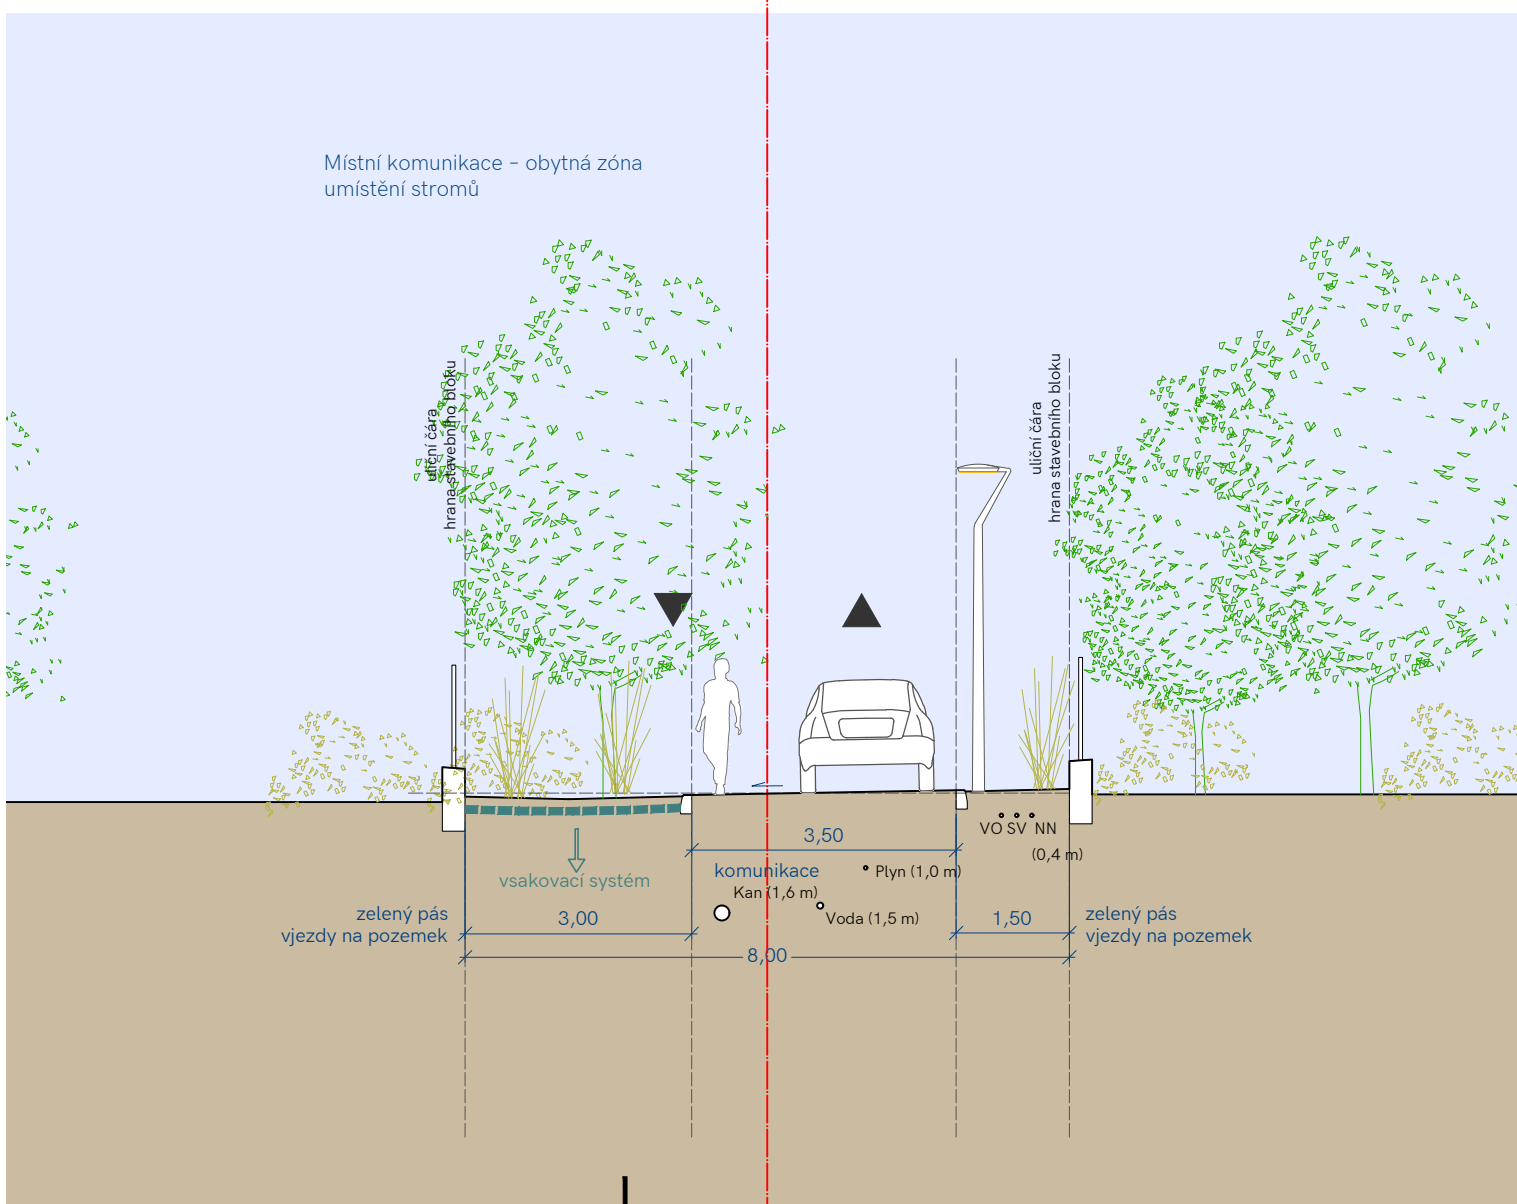 Místní komunikace – obytná zóna
umístění stromů
uliční čára
hrana stavebního bloku
uliční čára
hrana stavebního bloku
VO SV NN
(0,4 m)
3,50
komunikace
Plyn (1,0 m)
vsakovací systém
Kan (1,6 m)
Voda (1,5 m)
zelený pás
vjezdy na pozemek
3,00
1,50
zelený pás
vjezdy na pozemek
8,00